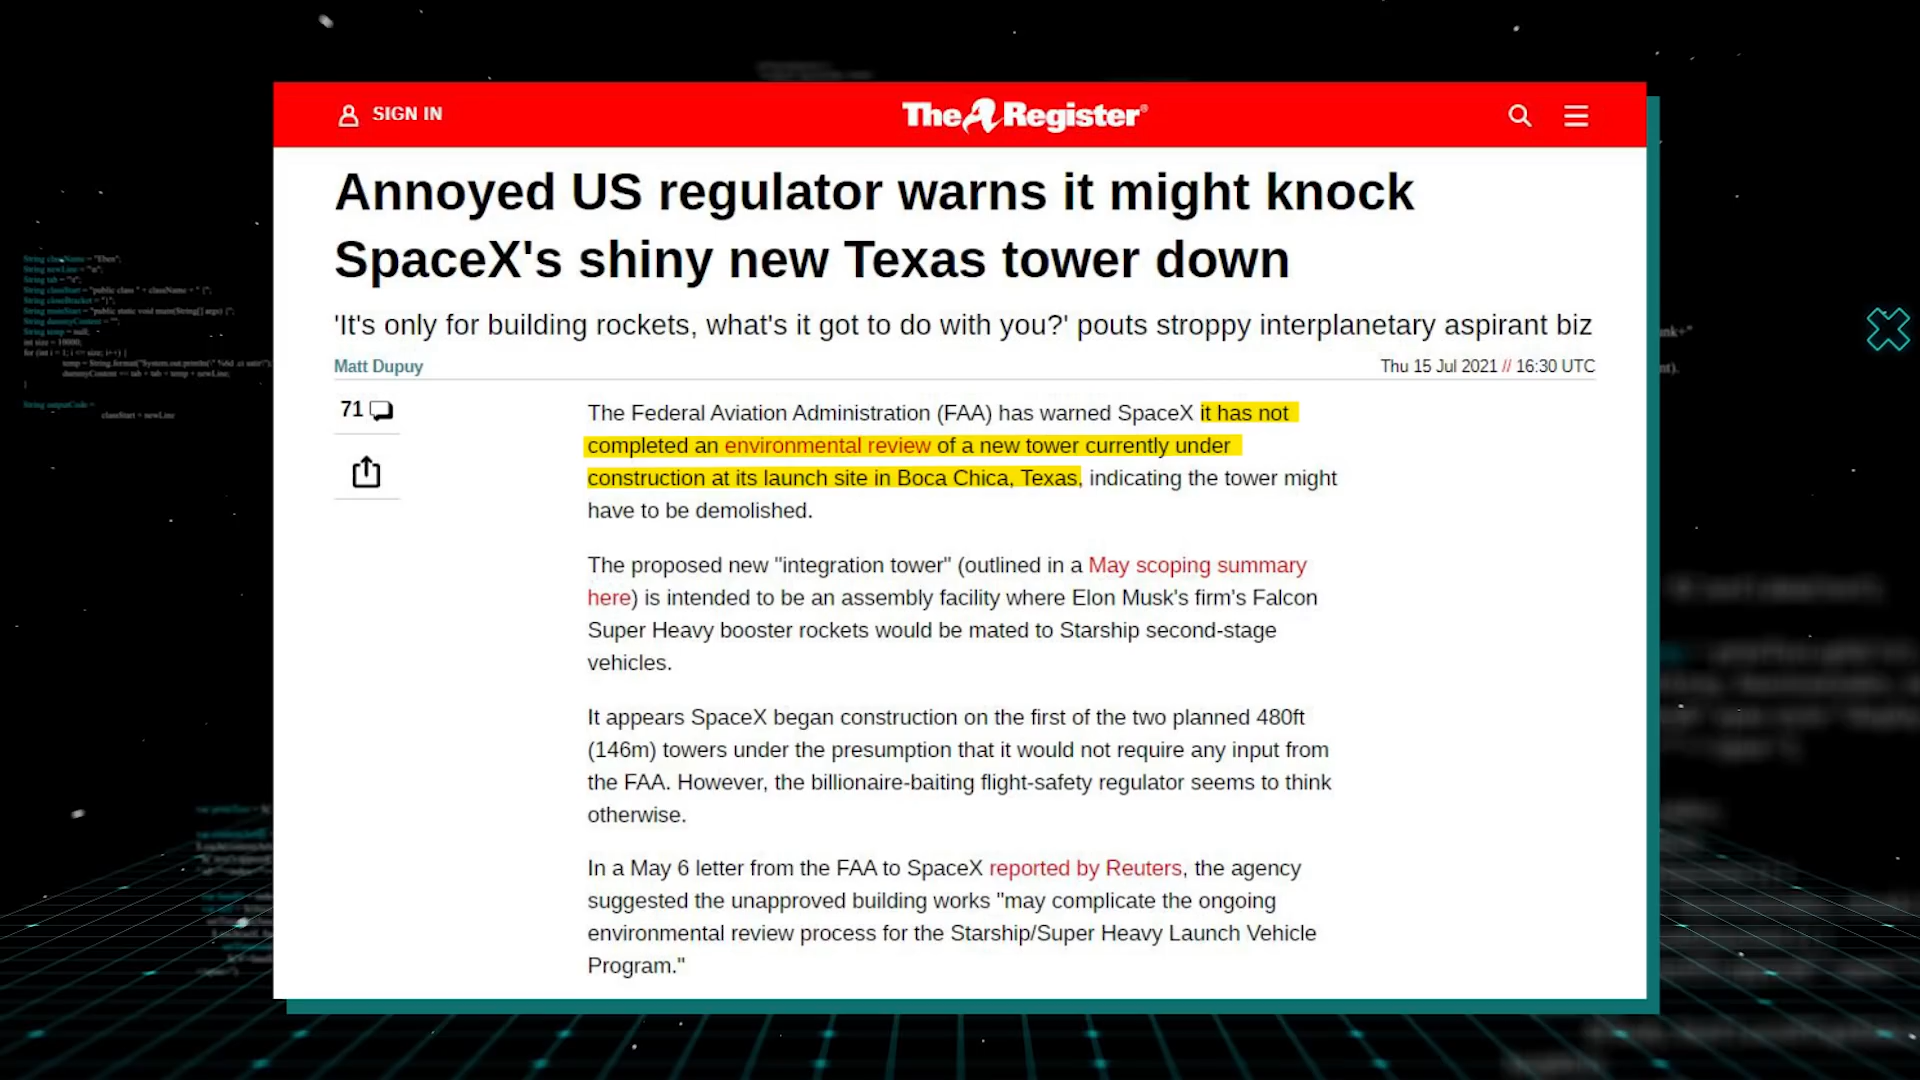 SIGN IN
The Register®
Annoyed US regulator warns it might knock
SpaceX's shiny new Texas tower down
'It's only for building rockets, what's it got to do with you?' pouts stroppy interplanetary aspirant biz
Matt Dupuy
Thu 15 Jul 2021 // 16:30 UTC
71
The Federal Aviation Administration (FAA) has warned SpaceX it has not
completed an environmental review of a new tower currently under
construction at its launch site in Boca Chica, Texas, indicating the tower might
have to be demolished.
The proposed new "integration tower" (outlined in a May scoping summary
here) is intended to be an assembly facility where Elon Musk's firm's Falcon
Super Heavy booster rockets would be mated to Starship second-stage
vehicles.
It appears SpaceX began construction on the first of the two planned 480ft
(146m) towers under the presumption that it would not require any input from
the FAA. However, the billionaire-baiting flight-safety regulator seems to think
otherwise.
In a May 6 letter from the FAA to SpaceX reported by Reuters, the agency
suggested the unapproved building works "may complicate the ongoing
environmental review process for the Starship/Super Heavy Launch Vehicle
Program."